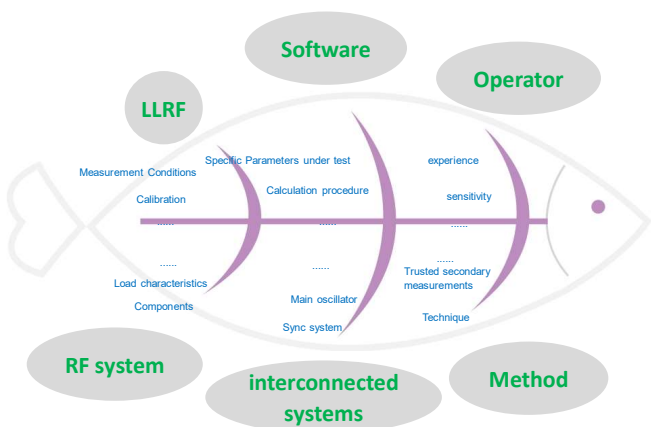 Software
Operator
LLRF
Specific Parameters under test
experience
Measurement Conditions
Calculation procedure
sensitivity
Calibration
......
......
......
......
......
......
Trusted secondary
measurements
Load characteristics
Main oscillator
Components
Technique
Sync system
RF system
interconnected
systems
Method